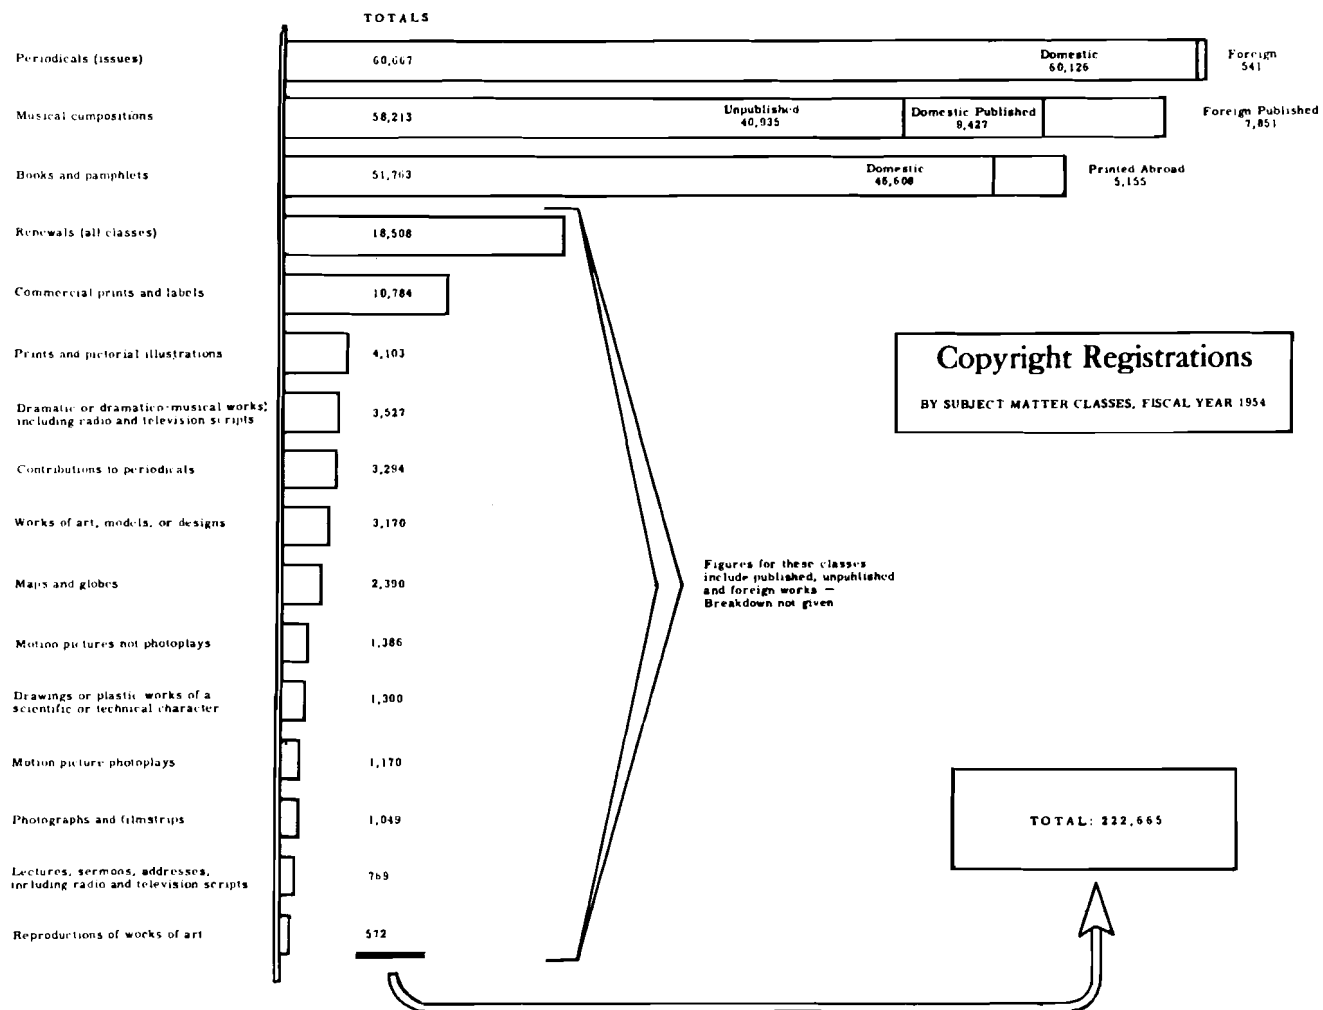 TOTALS
Periodicals (issues)
60,667
Domestic
60,126
Foreign
541
Musical compositions
58,213
Unpublished
40,935
Domestic Published
9,427
Foreign Published
7,851
Books and pamphlets
51,763
Domestic
46,608
Printed Abroad
5,155
Renewals (all classes)
18,508
Commercial prints and labels
10,784
Prints and pictorial illustrations
4,103
Dramatic or dramatico-musical works,
including radio and television scripts
3,527
Contributions to periodicals
3,294
Works of art, models, or designs
3,170
Maps and globes
2,390
Motion pictures not photoplays
1,386
Drawings or plastic works of a
scientific or technical character
1,300
Motion picture photoplays
1,170
Photographs and filmstrips
1,049
Lectures, sermons, addresses,
including radio and television scripts
769
Reproductions of works of art
572
Copyright Registrations
BY SUBJECT MATTER CLASSES, FISCAL YEAR 1954
Figures for these classes
include published, unpublished
and foreign works —
Breakdown not given
TOTAL: 222,665